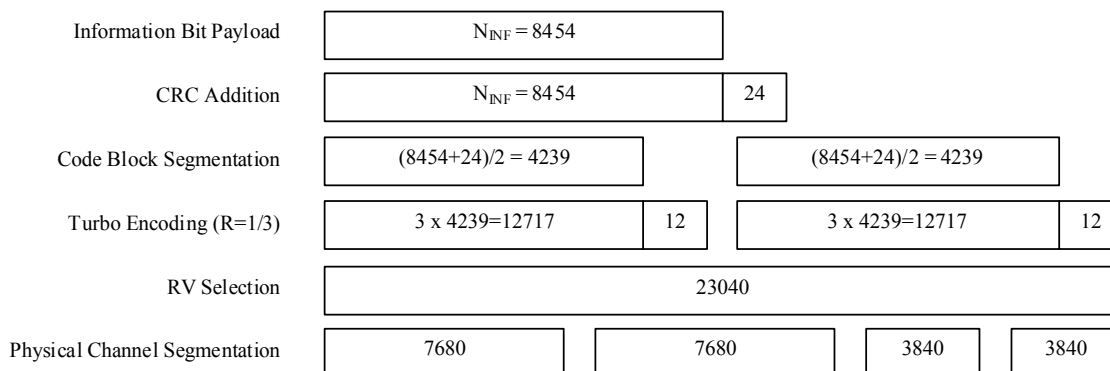 Information Bit Payload N_INF = 8454
CRC Addition N_INF = 8454 24
Code Block Segmentation (8454+24)/2 = 4239 (8454+24)/2 = 4239
Turbo Encoding (R=1/3) 3 x 4239=12717 12 3 x 4239=12717 12
RV Selection 23040
Physical Channel Segmentation 7680 7680 3840 3840